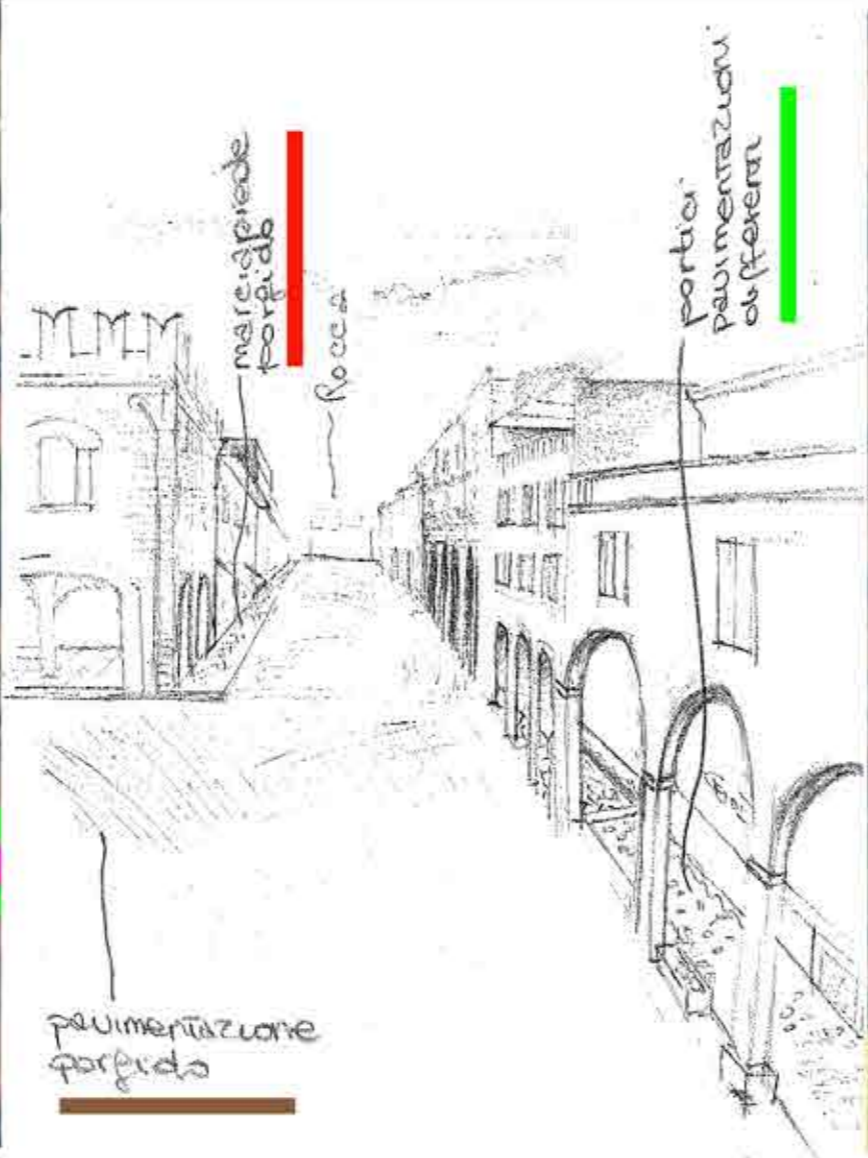 marciapiede
porfido
Rocca
portici
pavimentazioni
differenti
pavimentazione
porfido